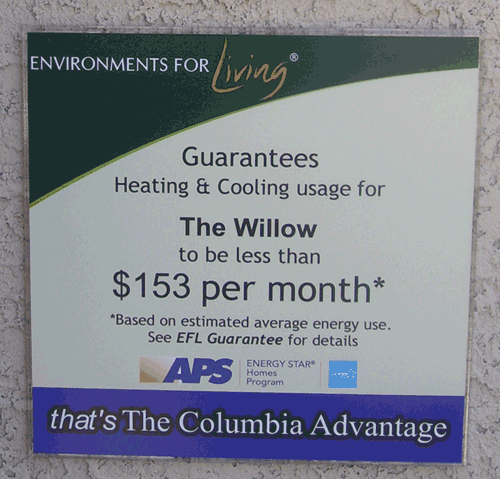 ENVIRONMENTS FOR Living®
Guarantees
Heating & Cooling usage for
The Willow
to be less than
$153 per month*
*Based on estimated average energy use.
See EFL Guarantee for details
APS ENERGY STAR®
Homes
Program
that's The Columbia Advantage